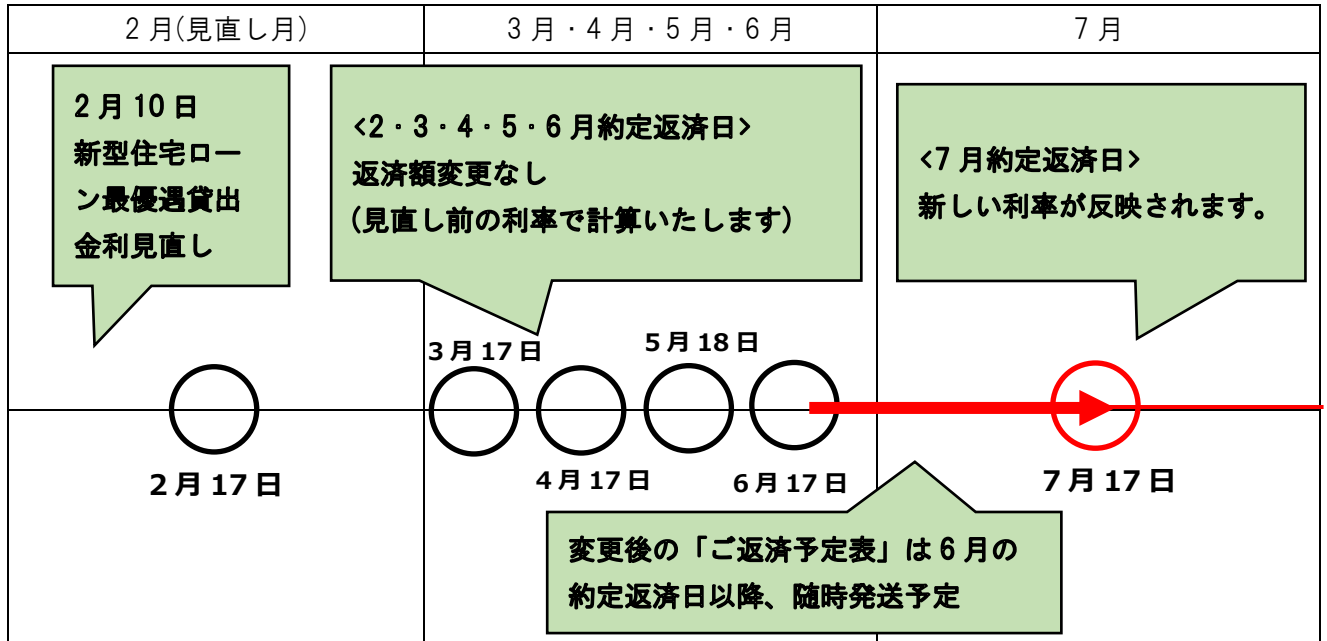 2月(見直し月)
3月・4月・5月・6月
7月
2月10日
新型住宅ロー
ン最優遇貸出
金利見直し
<2・3・4・5・6月約定返済日>
返済額変更なし
(見直し前の利率で計算いたします)
<7月約定返済日>
新しい利率が反映されます。
3月17日
5月18日
2月17日
4月17日
6月17日
7月17日
変更後の「ご返済予定表」は6月の
約定返済日以降、随時発送予定